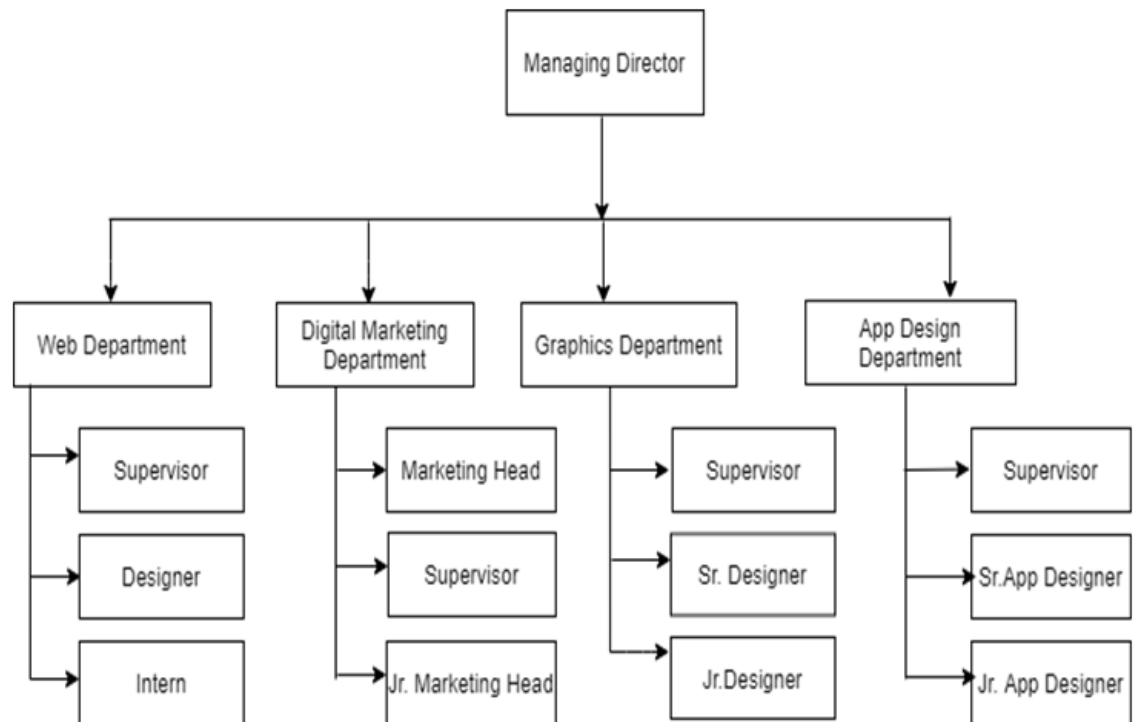 Managing Director
Web Department
Digital Marketing
Department
Graphics Department
App Design
Department
Supervisor
Designer
Intern
Marketing Head
Supervisor
Jr. Marketing Head
Supervisor
Sr. Designer
Jr.Designer
Supervisor
Sr.App Designer
Jr. App Designer